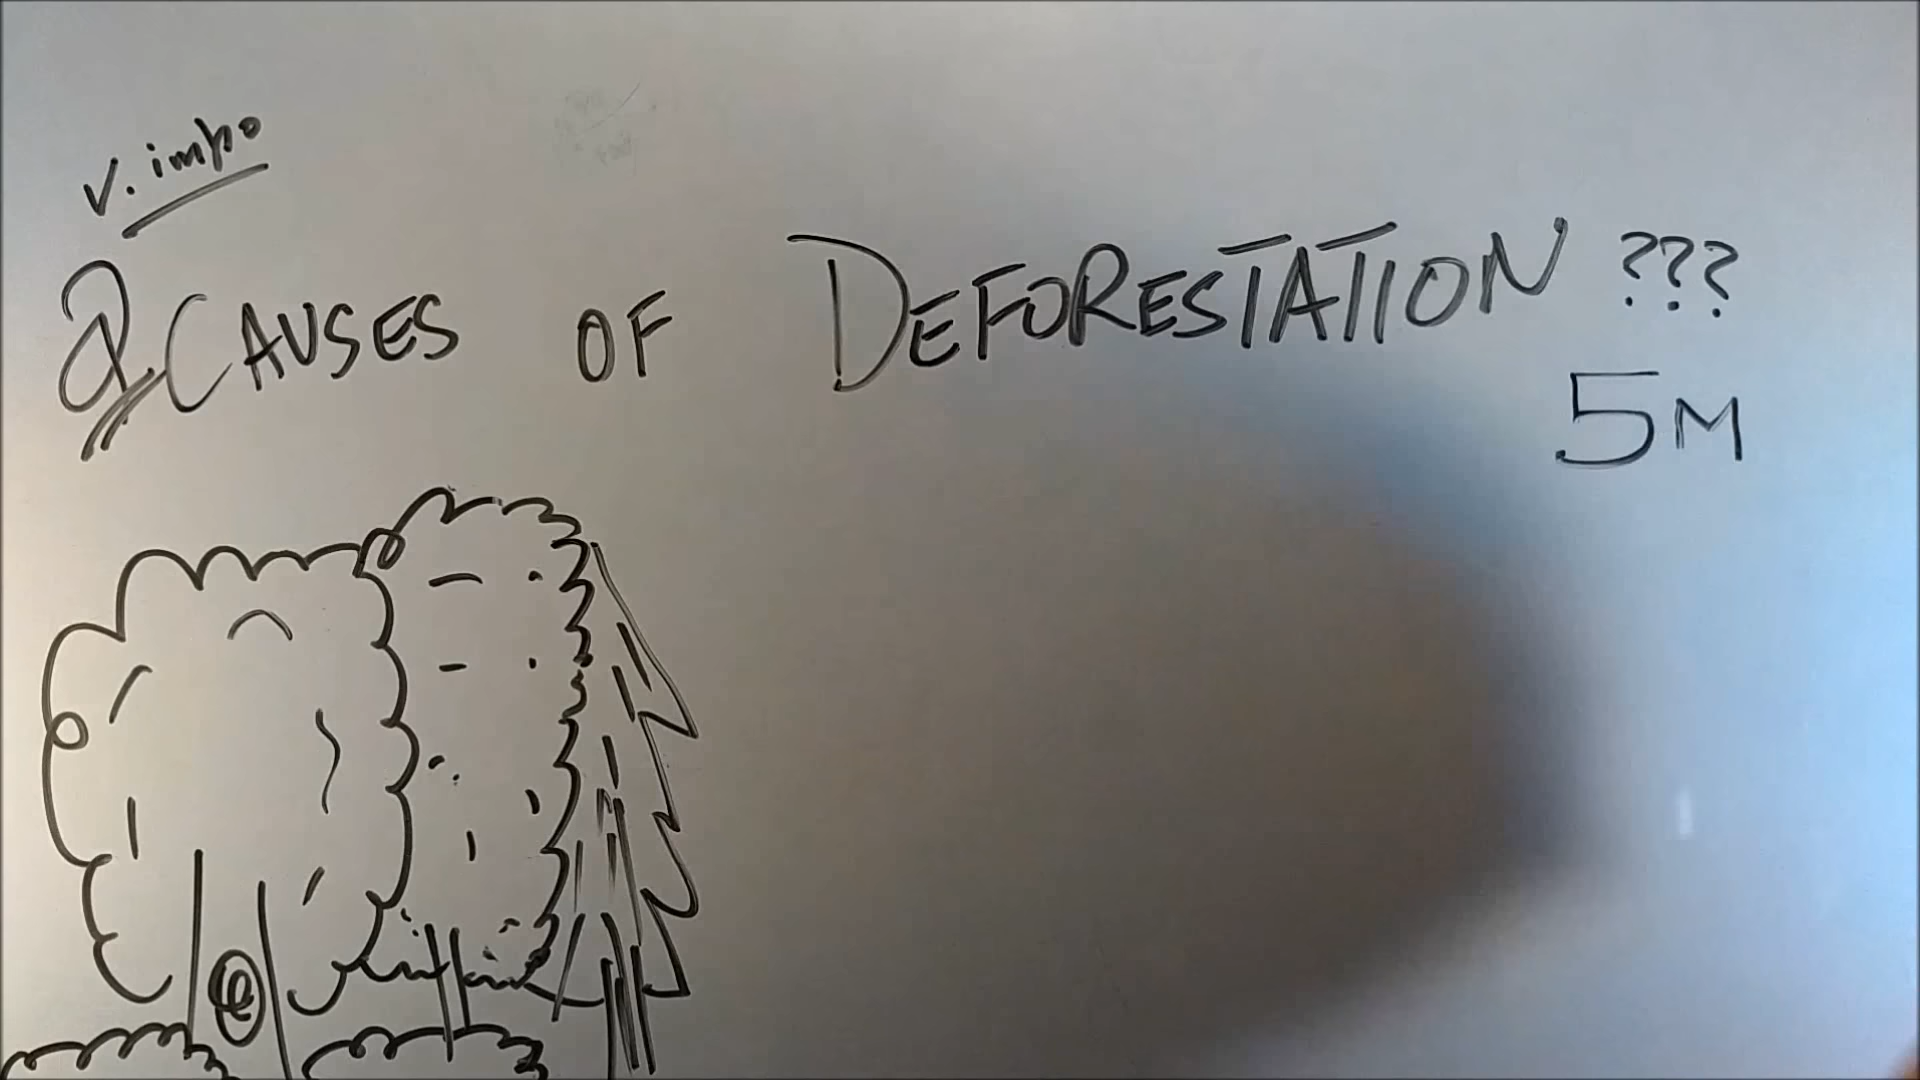 V. impo
Q CAUSES OF DEFORESTATION ???
5M